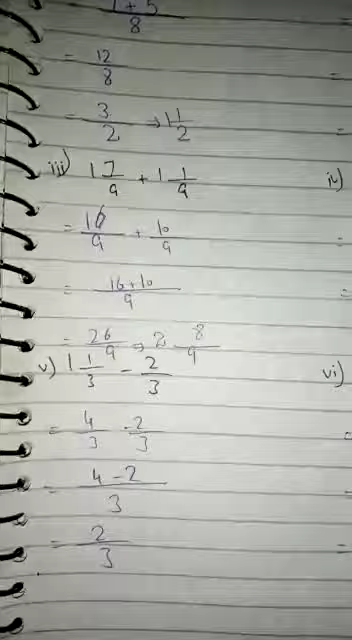 7+5/8
= 12/8 =
= 3/2 → 1 1/2 =
iii) 1 7/9 + 1 1/9 iv)
= 16/9 + 10/9 =
= 16+10/9 =
= 26/9 → 2 8/9
v) 1 1/3 - 2/3 vi)
= 4/3 - 2/3 =
= 4-2/3 =
= 2/3 =